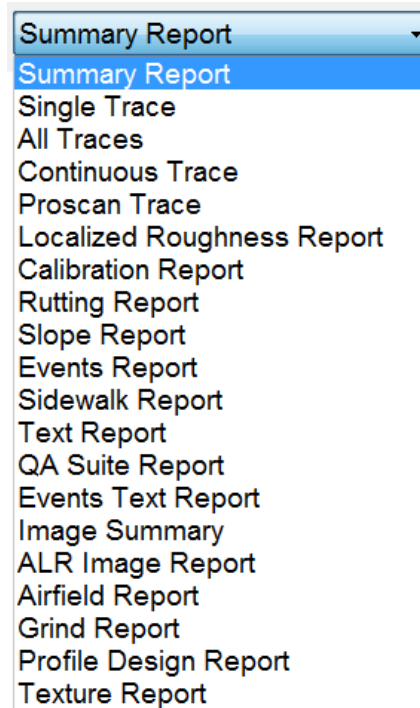 Summary Report
Summary Report
Single Trace
All Traces
Continuous Trace
Proscan Trace
Localized Roughness Report
Calibration Report
Rutting Report
Slope Report
Events Report
Sidewalk Report
Text Report
QA Suite Report
Events Text Report
Image Summary
ALR Image Report
Airfield Report
Grind Report
Profile Design Report
Texture Report